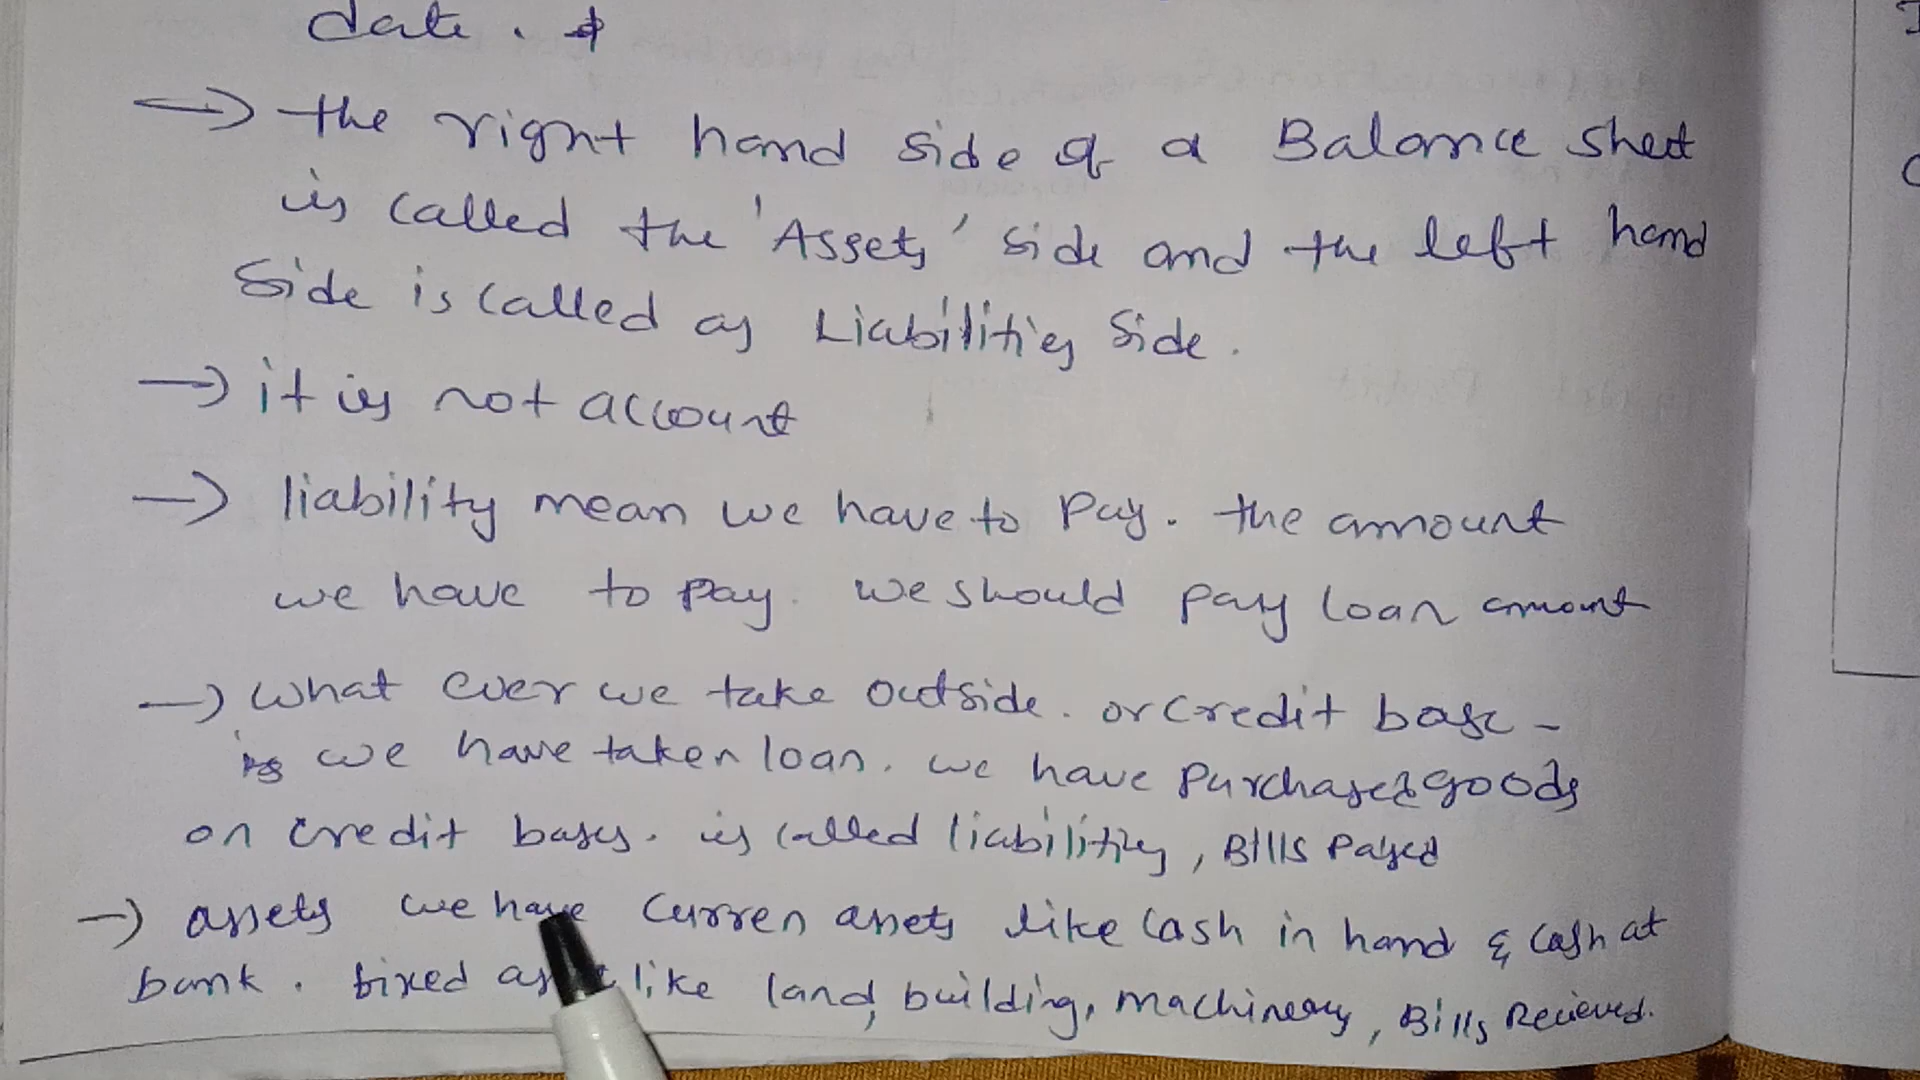 date.
→ the right hand side of a Balance sheet
is called the 'Assets' side and the left hand
side is called as Liabilities side.
→ it is not account
→ liability mean we have to pay. the amount
we have to pay. we should pay loan amount
→ what ever we take outside. or credit base -
we have taken loan. we have purchased goods
on credit bases. is called liabilities, Bills Payed
→ assets we have curren assets like cash in hand & cash at
bank. fixed like land, building, machinery, Bills Recieved.